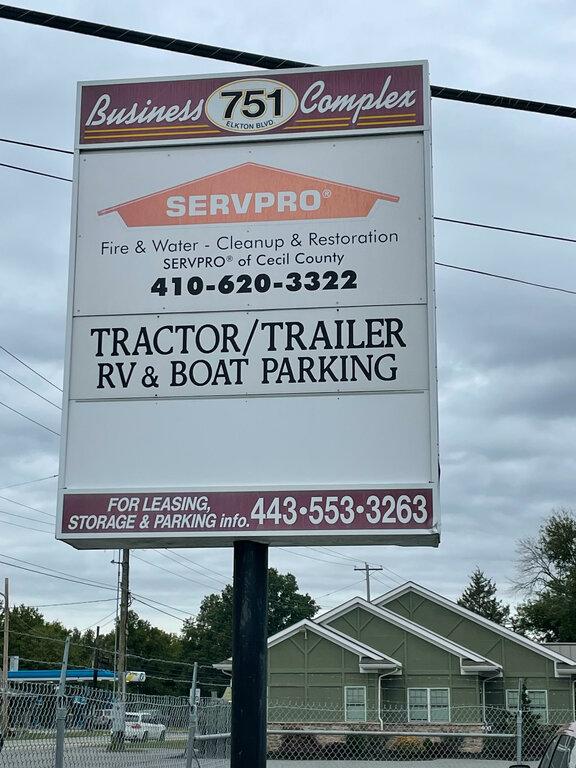 Business 751 Complex
ELKTON BLVD.
SERVPRO®
Fire & Water - Cleanup & Restoration
SERVPRO® of Cecil County
410-620-3322
TRACTOR/TRAILER
RV & BOAT PARKING
FOR LEASING,
STORAGE & PARKING info. 443•553•3263